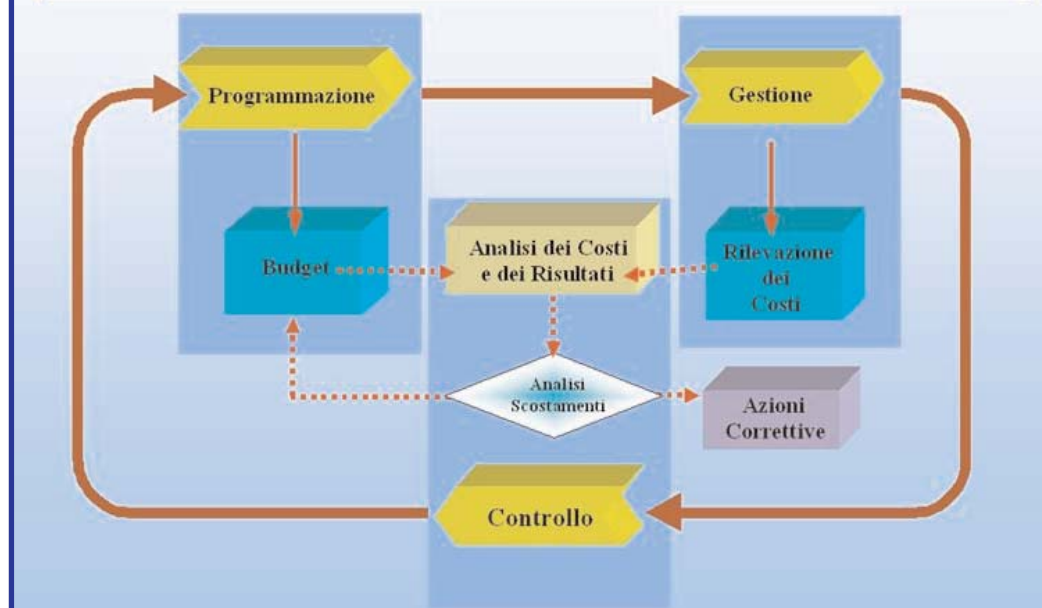 Programmazione
Gestione
Budget
Analisi dei Costi
e dei Risultati
Rilevazione
dei
Costi
Analisi
Scostamenti
Azioni
Correttive
Controllo